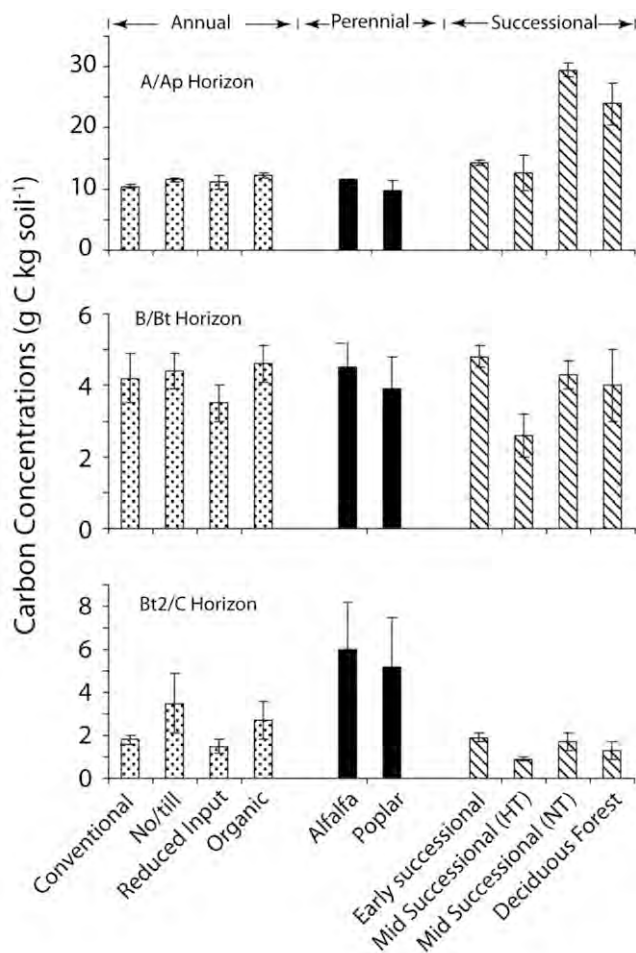 Annual Perennial Successional
A/Ap Horizon
30
20
10
0
B/Bt Horizon
6
4
2
0
Bt2/C Horizon
8
6
4
2
0
Carbon Concentrations (g C kg soil⁻¹)
Conventional
No/till
Reduced Input
Organic
Alfalfa
Poplar
Early successional
Mid Successional (HT)
Mid Successional (NT)
Deciduous Forest